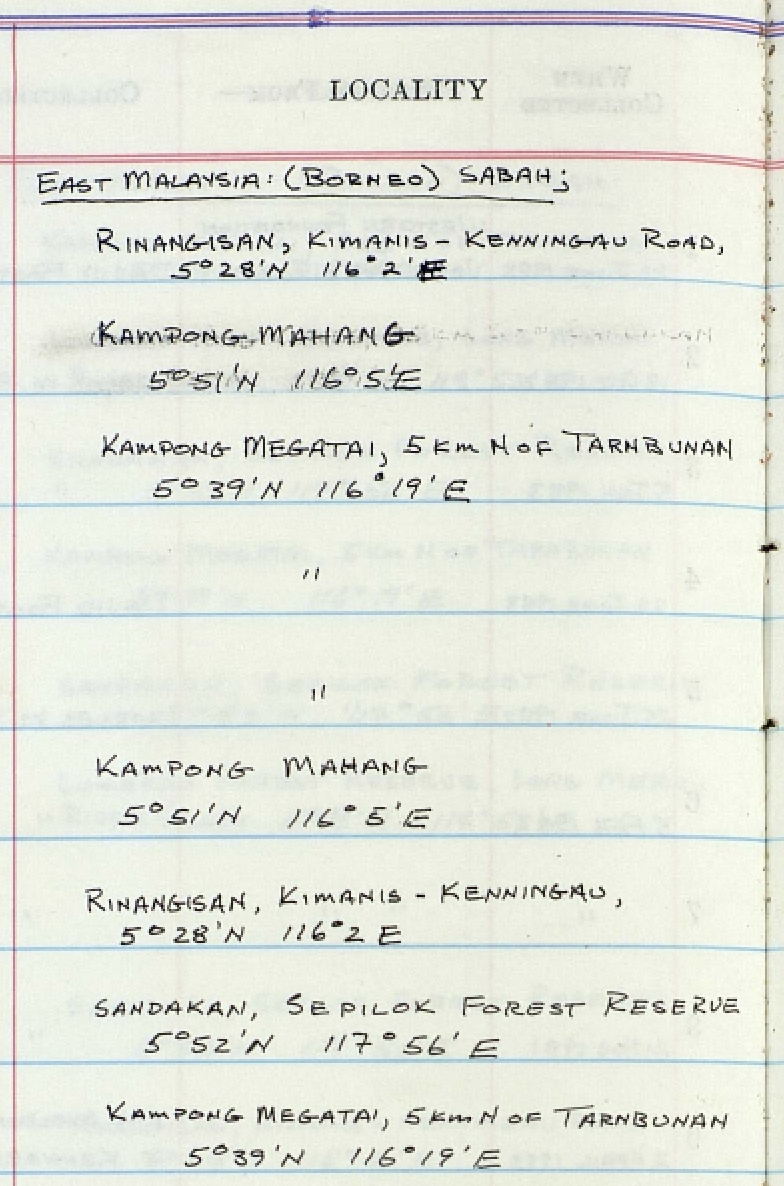 LOCALITY
EAST MALAYSIA: (BORNEO) SABAH;
RINANGISAN, KIMANIS - KENNINGAU ROAD,
5°28'N 116°2'E
KAMPONG MAHANG
5°51'N 116°5'E
KAMPONG MEGATAI, 5 KM N OF TARNBUNAN
5°39'N 116°19'E
"
"
KAMPONG MAHANG
5°51'N 116°5'E
RINANGISAN, KIMANIS - KENNINGAU,
5°28'N 116°2 E
SANDAKAN, SEPILOK FOREST RESERVE
5°52'N 117°56'E
KAMPONG MEGATAI, 5 KM N OF TARNBUNAN
5°39'N 116°19'E